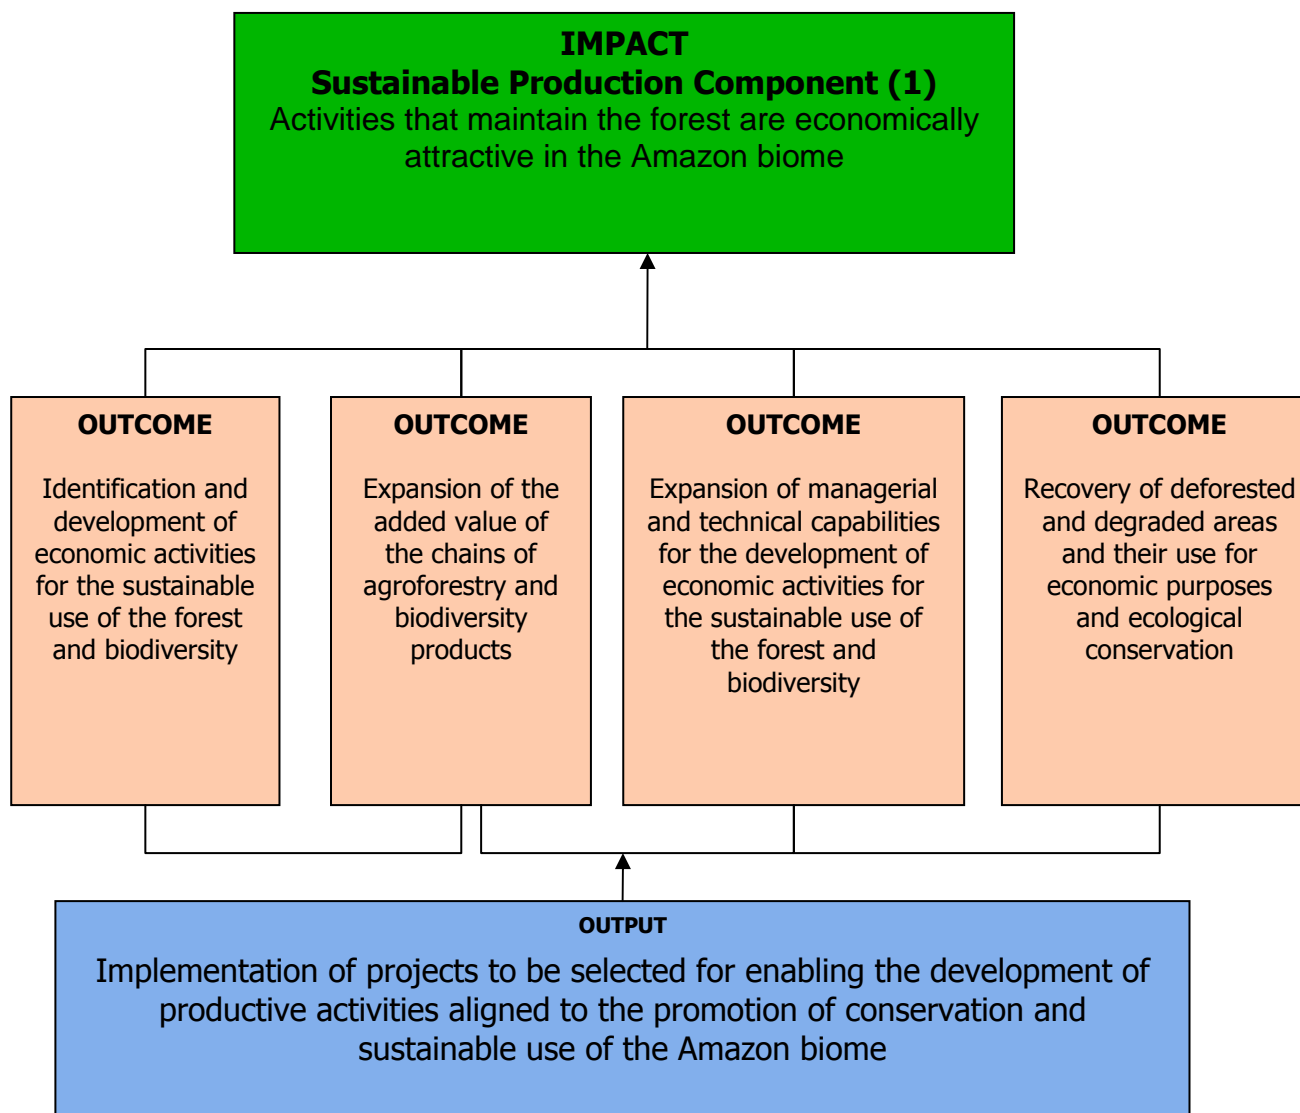 IMPACT
Sustainable Production Component (1)
Activities that maintain the forest are economically
attractive in the Amazon biome
OUTCOME
Identification and
development of
economic activities
for the sustainable
use of the forest
and biodiversity
OUTCOME
Expansion of the
added value of
the chains of
agroforestry and
biodiversity
products
OUTCOME
Expansion of managerial
and technical capabilities
for the development of
economic activities for
the sustainable use of
the forest and
biodiversity
OUTCOME
Recovery of deforested
and degraded areas
and their use for
economic purposes
and ecological
conservation
OUTPUT
Implementation of projects to be selected for enabling the development of
productive activities aligned to the promotion of conservation and
sustainable use of the Amazon biome